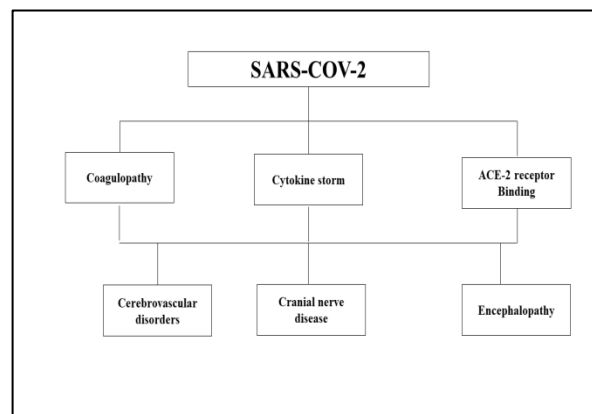 SARS-COV-2
Coagulopathy
Cytokine storm
ACE-2 receptor
Binding
Cerebrovascular
disorders
Cranial nerve
disease
Encephalopathy